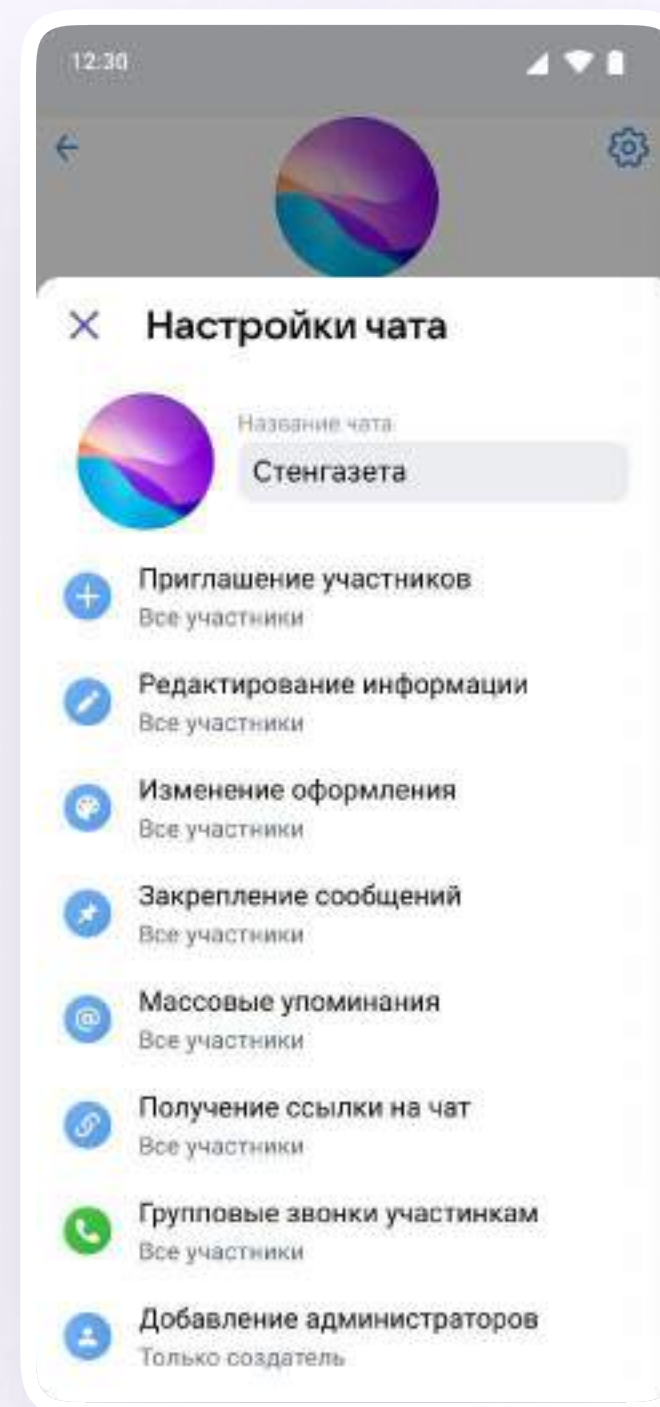 12:30
Настройки чата
Название чата
Стенгазета
Приглашение участников
Все участники
Редактирование информации
Все участники
Изменение оформления
Все участники
Закрепление сообщений
Все участники
Массовые упоминания
Все участники
Получение ссылки на чат
Все участники
Групповые звонки участинкам
Все участники
Добавление администраторов
Только создатель